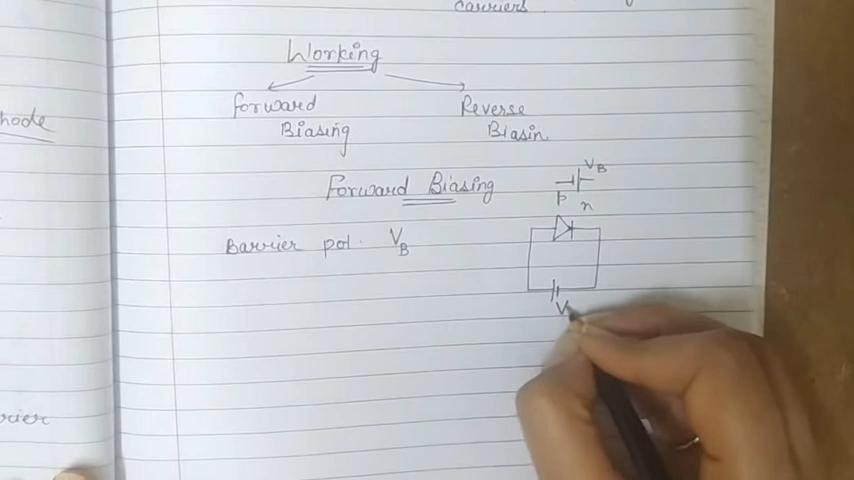 carriers
Working
Forward
Biasing
Reverse
Biasin
node
Forward Biasing
VB
p n
Barrier pot. VB
V
rier